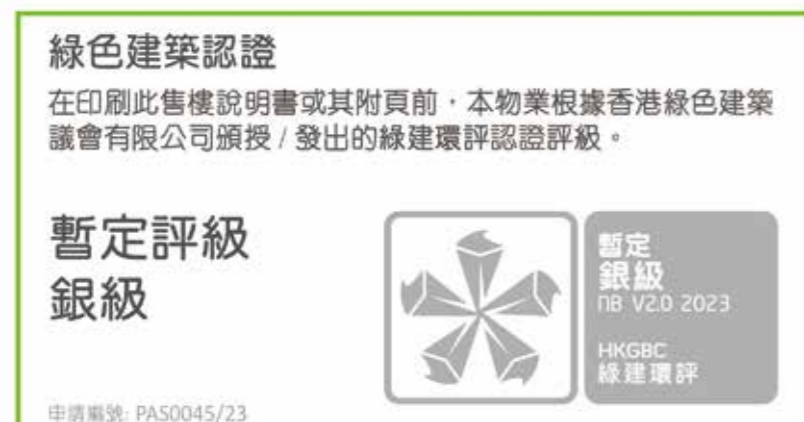 綠色建築認證
在印刷此售樓說明書或其附頁前，本物業根據香港綠色建築
議會有限公司頒授 / 發出的綠建環評認證評級。
暫定評級
銀級
暫定
銀級
NB V2.0 2023
HKGBC
綠建環評
申請編號: PAS0045/23